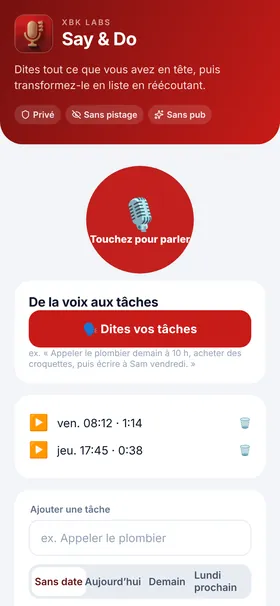 XBK LABS
Say & Do
Dites tout ce que vous avez en tête, puis
transformez-le en liste en réécoutant.
Privé
Sans pistage
Sans pub
Touchez pour parler
De la voix aux tâches
Dites vos tâches
ex. « Appeler le plombier demain à 10 h, acheter des
croquettes, puis écrire à Sam vendredi. »
ven. 08:12 · 1:14
jeu. 17:45 · 0:38
Ajouter une tâche
ex. Appeler le plombier
Sans date
Aujourd'hui
Demain
Lundi
prochain